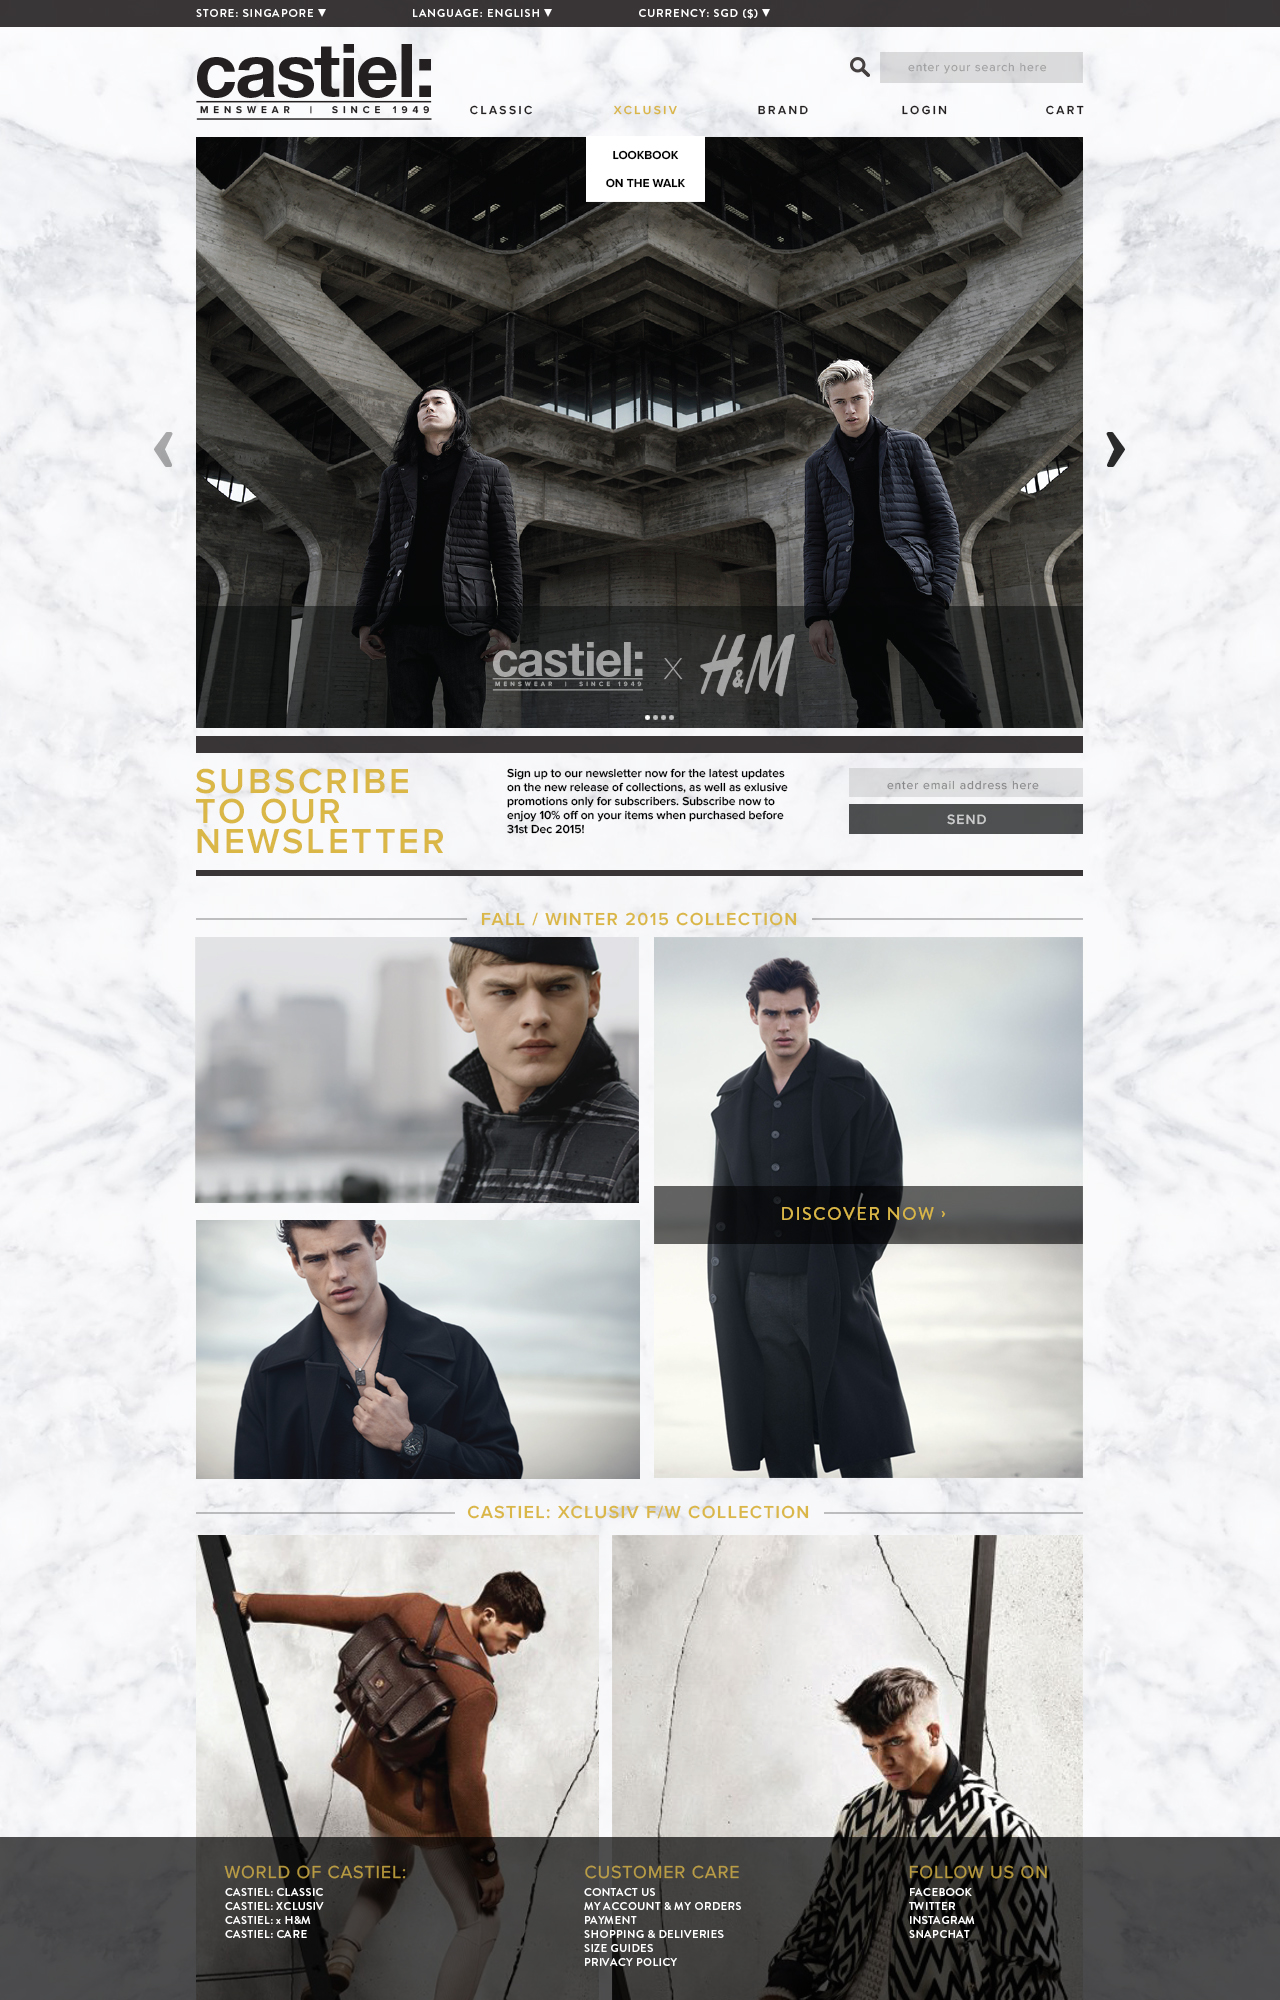 STORE: SINGAPORE ▼
LANGUAGE: ENGLISH ▼
CURRENCY: SGD ($) ▼
castiel:
MENSWEAR | SINCE 1949
enter your search here
CLASSIC
XCLUSIV
BRAND
LOGIN
CART
LOOKBOOK
ON THE WALK
castiel:
MENSWEAR | SINCE 1949
X
H&M
SUBSCRIBE
TO OUR
NEWSLETTER
Sign up to our newsletter now for the latest updates
on the new release of collections, as well as exlusive
promotions only for subscribers. Subscribe now to
enjoy 10% off on your items when purchased before
31st Dec 2015!
enter email address here
SEND
FALL / WINTER 2015 COLLECTION
DISCOVER NOW ›
CASTIEL: XCLUSIV F/W COLLECTION
WORLD OF CASTIEL:
CASTIEL: CLASSIC
CASTIEL: XCLUSIV
CASTIEL: x H&M
CASTIEL: CARE
CUSTOMER CARE
CONTACT US
MY ACCOUNT & MY ORDERS
PAYMENT
SHOPPING & DELIVERIES
SIZE GUIDES
PRIVACY POLICY
FOLLOW US ON
FACEBOOK
TWITTER
INSTAGRAM
SNAPCHAT